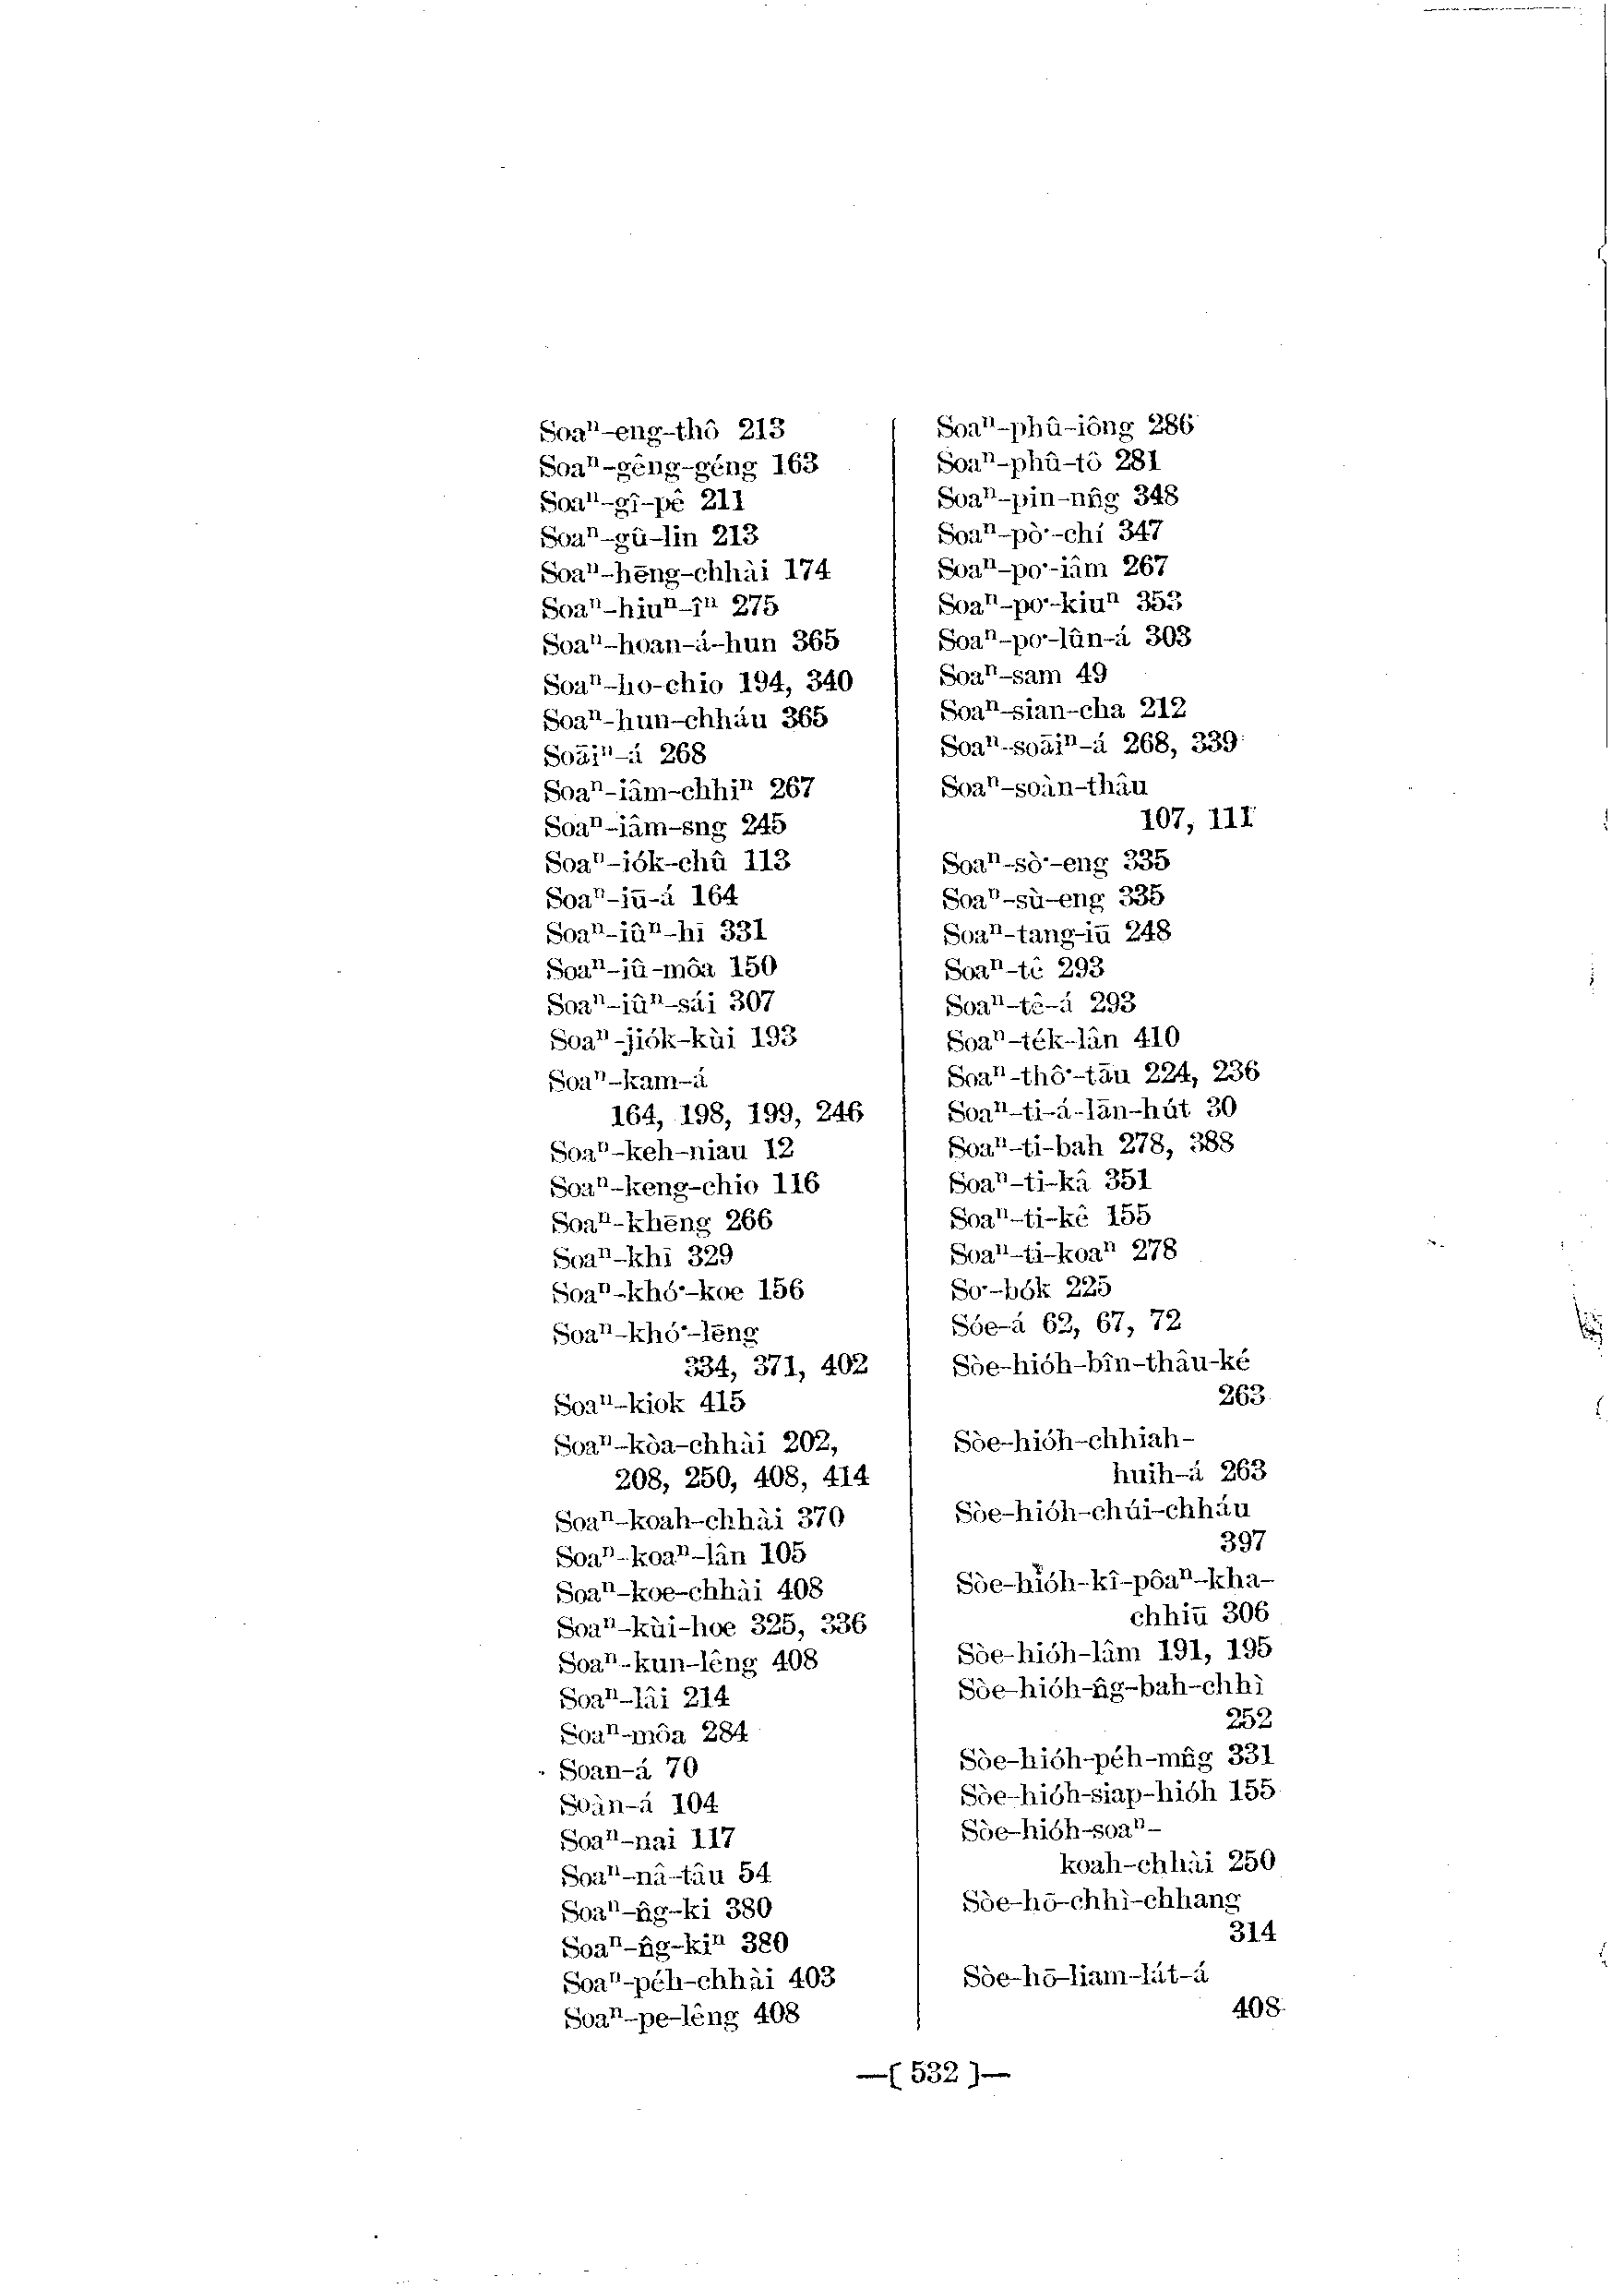 Soaⁿ-eng-thô 213
Soaⁿ-gêng-géng 163
Soaⁿ-gî-pê 211
Soaⁿ-gû-lin 213
Soaⁿ-hēng-chhài 174
Soaⁿ-hiuⁿ-îⁿ 275
Soaⁿ-hoan-á-hun 365
Soaⁿ-ho-chio 194, 340
Soaⁿ-hun-chháu 365
Soāiⁿ-á 268
Soaⁿ-iâm-chhiⁿ 267
Soaⁿ-iâm-sng 245
Soaⁿ-iók-chû 113
Soaⁿ-iū-á 164
Soaⁿ-iûⁿ-hi 331
Soaⁿ-iû-môa 150
Soaⁿ-iûⁿ-sái 307
Soaⁿ-jiók-kùi 193
Soaⁿ-kam-á
164, 198, 199, 246
Soaⁿ-keh-niau 12
Soaⁿ-keng-chio 116
Soaⁿ-khēng 266
Soaⁿ-khī 329
Soaⁿ-khó͘-koe 156
Soaⁿ-khó͘-lēng
334, 371, 402
Soaⁿ-kiok 415
Soaⁿ-kòa-chhài 202,
208, 250, 408, 414
Soaⁿ-koah-chhài 370
Soaⁿ-koaⁿ-lân 105
Soaⁿ-koe-chhài 408
Soaⁿ-kùi-hoe 325, 336
Soaⁿ-kun-lêng 408
Soaⁿ-lâi 214
Soaⁿ-môa 284
Soan-á 70
Soàn-á 104
Soaⁿ-nai 117
Soaⁿ-nâ-tâu 54
Soaⁿ-n̂g-ki 380
Soaⁿ-n̂g-kiⁿ 380
Soaⁿ-péh-chhài 403
Soaⁿ-pe-lêng 408
Soaⁿ-phû-iông 286
Soaⁿ-phû-tô 281
Soaⁿ-pin-nn̂g 348
Soaⁿ-pò͘-chí 347
Soaⁿ-po͘-iâm 267
Soaⁿ-po͘-kiuⁿ 353
Soaⁿ-po͘-lûn-á 303
Soaⁿ-sam 49
Soaⁿ-sian-cha 212
Soaⁿ-soāiⁿ-á 268, 339
Soaⁿ-soàn-thâu
107, 111
Soaⁿ-sò͘-eng 335
Soaⁿ-sù-eng 335
Soaⁿ-tang-iū 248
Soaⁿ-tê 293
Soaⁿ-tê-á 293
Soaⁿ-ték-lân 410
Soaⁿ-thô͘-tāu 224, 236
Soaⁿ-ti-á-lān-hút 30
Soaⁿ-ti-bah 278, 388
Soaⁿ-ti-kâ 351
Soaⁿ-ti-kê 155
Soaⁿ-ti-koaⁿ 278
So͘-bók 225
Sóe-á 62, 67, 72
Sòe-hióh-bîn-thâu-ké
263
Sòe-hióh-chhiah-
huih-á 263
Sòe-hióh-chúi-chháu
397
Sòe-hióh-kî-pôaⁿ-kha-
chhiū 306
Sòe-hióh-lâm 191, 195
Sòe-hióh-n̂g-bah-chhì
252
Sòe-hióh-péh-mn̂g 331
Sòe-hióh-siap-hióh 155
Sòe-hióh-soaⁿ-
koah-chhài 250
Sòe-hō-chhì-chhang
314
Sòe-hō-liam-lát-á
408
—( 532 )—